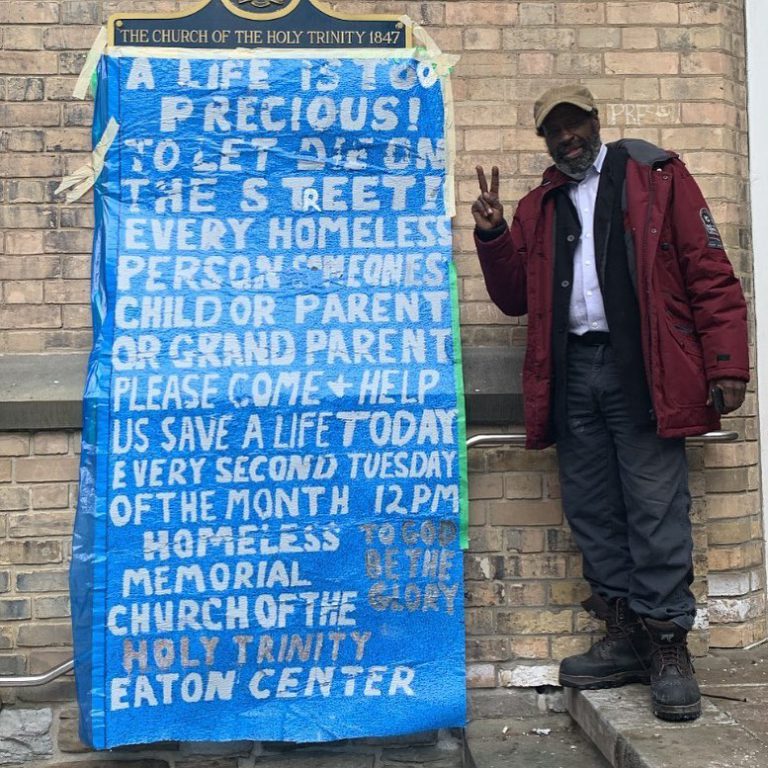 THE CHURCH OF THE HOLY TRINITY 1847
A LIFE IS TOO
PRECIOUS!
TO LET DIE ON
THE STREET!
EVERY HOMELESS
PERSON SOMEONES
CHILD OR PARENT
OR GRAND PARENT
PLEASE COME + HELP
US SAVE A LIFE TODAY
EVERY SECOND TUESDAY
OF THE MONTH 12PM
HOMELESS
MEMORIAL
CHURCH OF THE
HOLY TRINITY
EATON CENTER
TO GOD
BE THE
GLORY